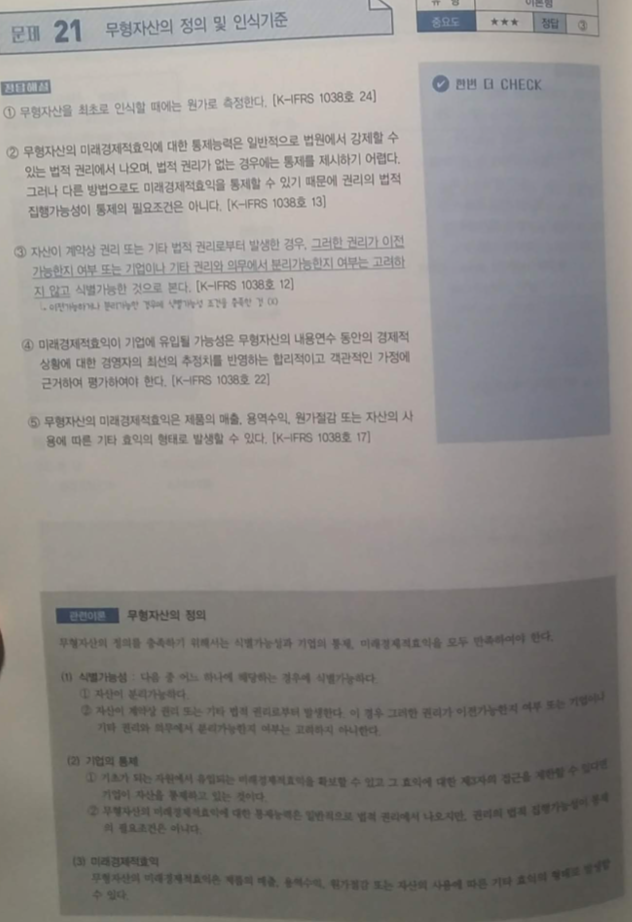 유 형 이론형
문제 21 무형자산의 정의 및 인식기준
중요도 ★★★ 정답 ③
정답해설
✓ 한번 더 CHECK
① 무형자산을 최초로 인식할 때에는 원가로 측정한다. [K-IFRS 1038호 24]
② 무형자산의 미래경제적효익에 대한 통제능력은 일반적으로 법원에서 강제할 수
있는 법적 권리에서 나오며, 법적 권리가 없는 경우에는 통제를 제시하기 어렵다.
그러나 다른 방법으로도 미래경제적효익을 통제할 수 있기 때문에 권리의 법적
집행가능성이 통제의 필요조건은 아니다. [K-IFRS 1038호 13]
③ 자산이 계약상 권리 또는 기타 법적 권리로부터 발생한 경우, 그러한 권리가 이전
가능한지 여부 또는 기업이나 기타 권리와 의무에서 분리가능한지 여부는 고려하
지 않고 식별가능한 것으로 본다. [K-IFRS 1038호 12]
이전가능하거나 분리가능한 경우에 식별가능성 조건을 충족한 것 (X)
④ 미래경제적효익이 기업에 유입될 가능성은 무형자산의 내용연수 동안의 경제적
상황에 대한 경영자의 최선의 추정치를 반영하는 합리적이고 객관적인 가정에
근거하여 평가하여야 한다. [K-IFRS 1038호 22]
⑤ 무형자산의 미래경제적효익은 제품의 매출, 용역수익, 원가절감 또는 자산의 사
용에 따른 기타 효익의 형태로 발생할 수 있다. [K-IFRS 1038호 17]
관련이론 무형자산의 정의
무형자산의 정의를 충족하기 위해서는 식별가능성과 기업의 통제, 미래경제적효익을 모두 만족하여야 한다.
(1) 식별가능성 : 다음 중 어느 하나에 해당하는 경우에 식별가능하다.
① 자산이 분리가능하다.
② 자산이 계약상 권리 또는 기타 법적 권리로부터 발생한다. 이 경우 그러한 권리가 이전가능한지 여부 또는 기업이나
기타 권리와 의무에서 분리가능한지 여부는 고려하지 아니한다.
(2) 기업의 통제
① 기초가 되는 자원에서 유입되는 미래경제적효익을 확보할 수 있고 그 효익에 대한 제3자의 접근을 제한할 수 있다면
기업이 자산을 통제하고 있는 것이다.
② 무형자산의 미래경제적효익에 대한 통제능력은 일반적으로 법적 권리에서 나오지만, 권리의 법적 집행가능성이 통제
의 필요조건은 아니다.
(3) 미래경제적효익
무형자산의 미래경제적효익은 제품의 매출, 용역수익, 원가절감 또는 자산의 사용에 따른 기타 효익의 형태로 발생할
수 있다.